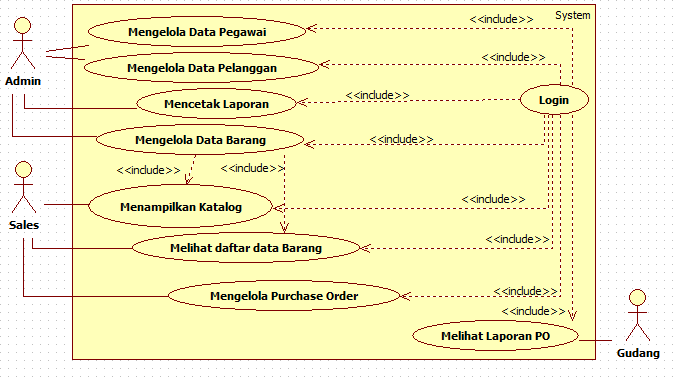 System
<<include>>
Mengelola Data Pegawai
Mengelola Data Pelanggan
<<include>>
Admin
<<include>>
Mencetak Laporan
Login
Mengelola Data Barang
<<include>>
<<include>>
<<include>>
Menampilkan Katalog
<<include>>
Sales
Melihat daftar data Barang
<<include>>
Mengelola Purchase Order
<<include>>
<<include>>
Melihat Laporan PO
Gudang